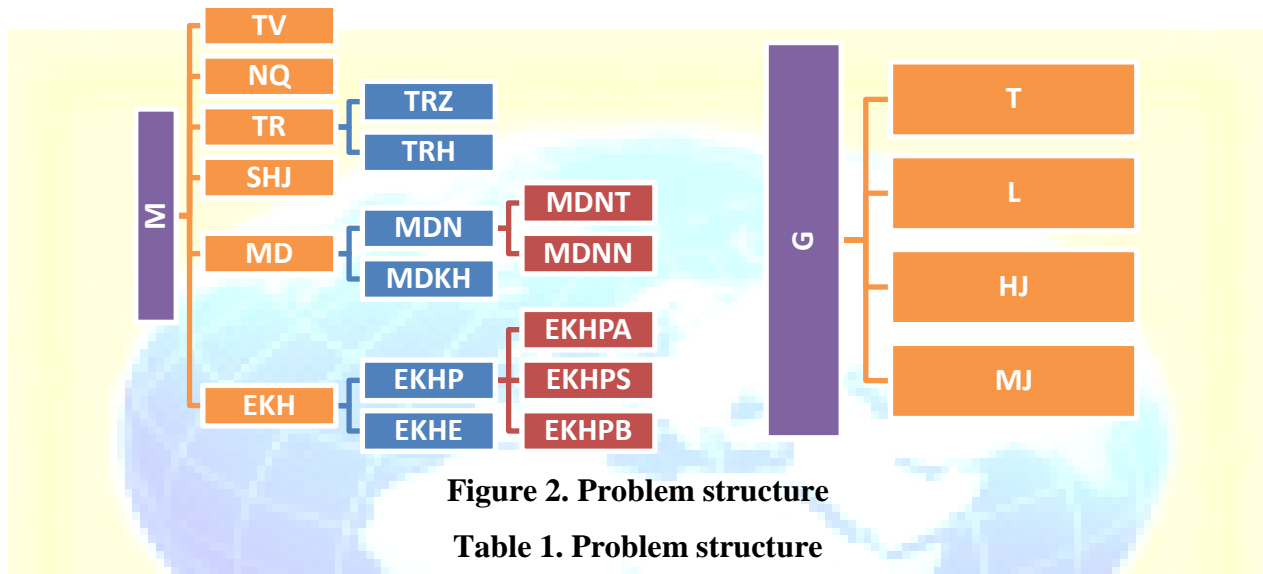 M
TV
NQ
TR
TRZ
TRH
SHJ
MD
MDN
MDNT
MDNN
MDKH
EKH
EKHP
EKHPA
EKHPS
EKHPB
EKHE
G
T
L
HJ
MJ
Figure 2. Problem structure
Table 1. Problem structure